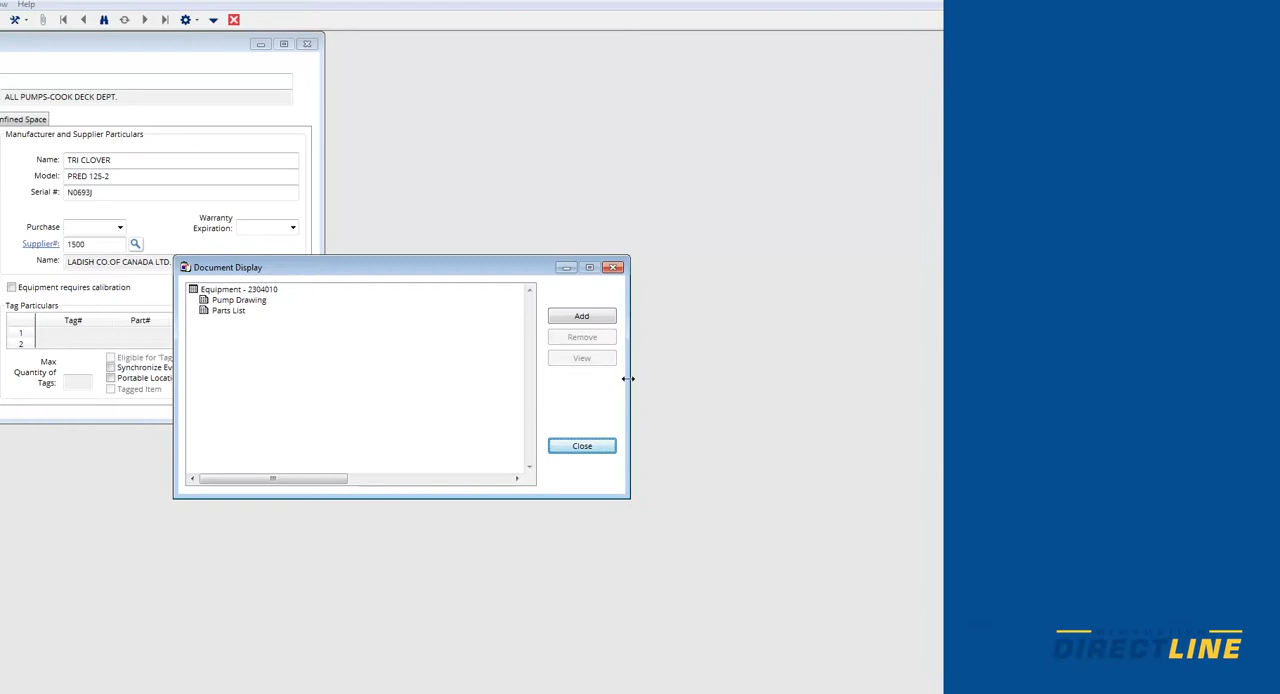 Help
ALL PUMPS-COOK DECK DEPT.
nfined Space
Manufacturer and Supplier Particulars
Name: TRI CLOVER
Model: PRED 125-2
Serial #: N0693J
Purchase
Warranty
Expiration:
Supplier#: 1500
Name: LADISH CO.OF CANADA LTD.
Equipment requires calibration
Tag Particulars
Tag# Part#
1
2
Max
Quantity of
Tags:
Eligible for 'Tag
Synchronize Ev
Portable Locati
Tagged Item
Document Display
Equipment - 2304010
Pump Drawing
Parts List
Add
Remove
View
Close
DIRECTLINE